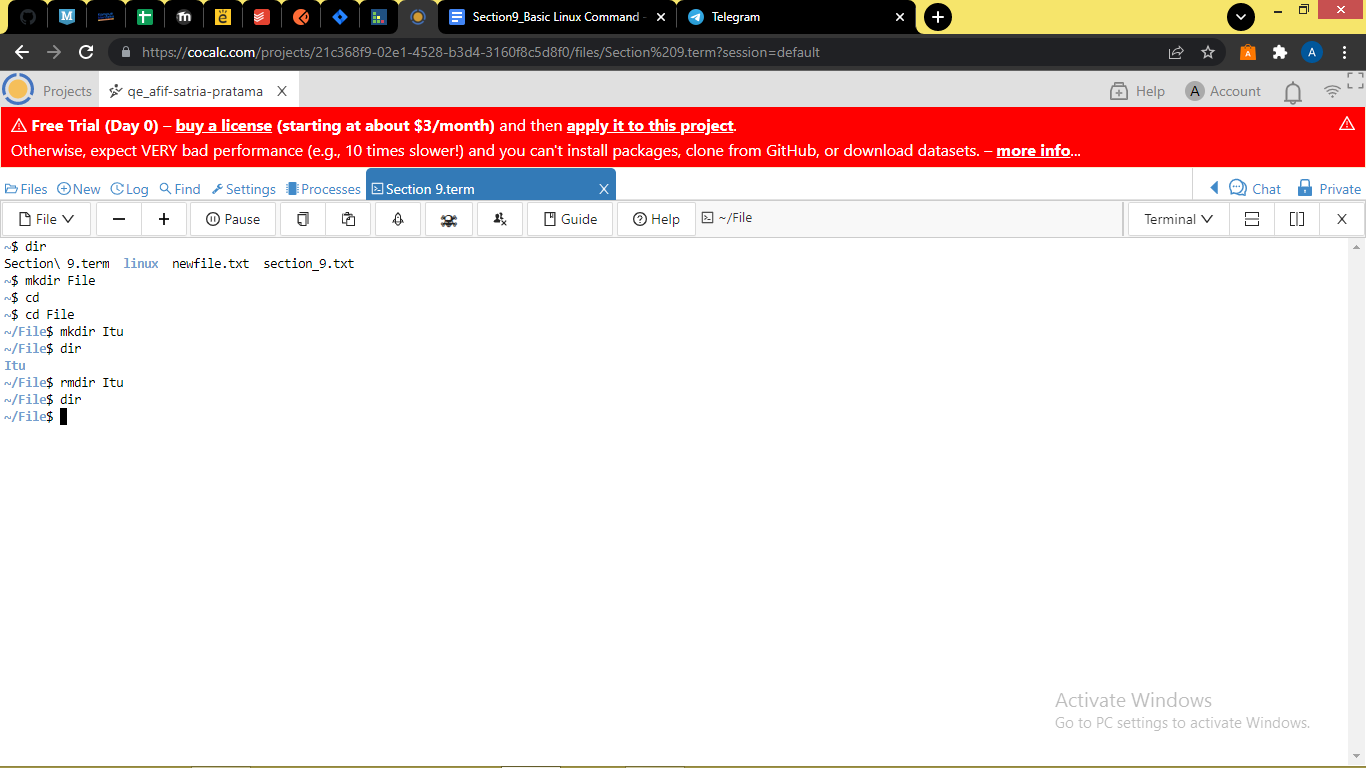 Section9_Basic Linux Command -
Telegram
https://cocalc.com/projects/21c368f9-02e1-4528-b3d4-3160f8c5d8f0/files/Section%209.term?session=default
A
Projects
qe_afif-satria-pratama
Help
A Account
Free Trial (Day 0) – buy a license (starting at about $3/month) and then apply it to this project.
Otherwise, expect VERY bad performance (e.g., 10 times slower!) and you can't install packages, clone from GitHub, or download datasets. – more info...
Files New Log Find Settings Processes Section 9.term X Chat Private
File Pause Guide Help ~/File Terminal X
~$ dir
Section\ 9.term  linux  newfile.txt  section_9.txt
~$ mkdir File
~$ cd
~$ cd File
~/File$ mkdir Itu
~/File$ dir
Itu
~/File$ rmdir Itu
~/File$ dir
~/File$
Activate Windows
Go to PC settings to activate Windows.